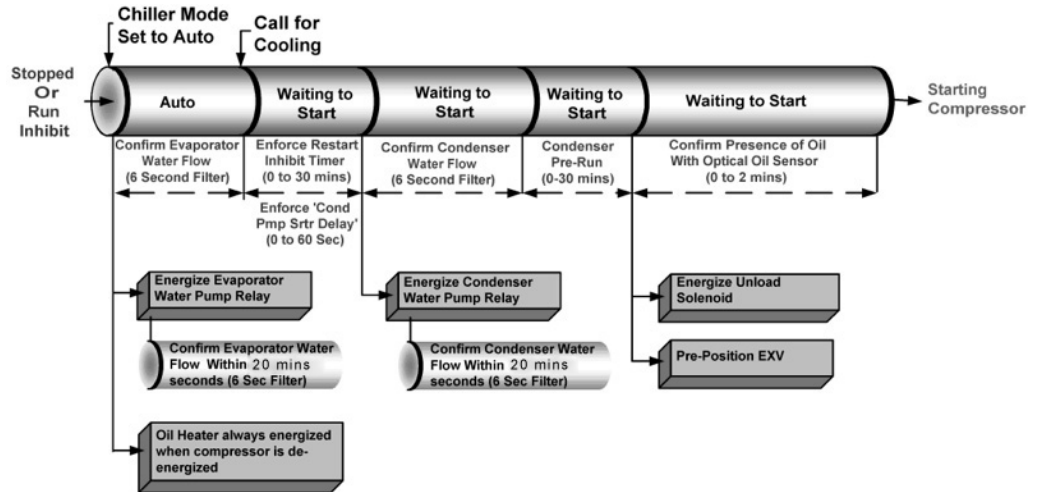 Chiller Mode
Set to Auto
Call for
Cooling
Stopped
Or
Run
Inhibit
Auto
Waiting to
Start
Waiting to
Start
Waiting to
Start
Waiting to Start
Starting
Compressor
Confirm Evaporator
Water Flow
(6 Second Filter)
Enforce Restart
Inhibit Timer
(0 to 30 mins)
Confirm Condenser
Water Flow
(6 Second Filter)
Condenser
Pre-Run
(0-30 mins)
Confirm Presence of Oil
With Optical Oil Sensor
(0 to 2 mins)
Enforce 'Cond
Pmp Srtr Delay'
(0 to 60 Sec)
Energize Evaporator
Water Pump Relay
Energize Condenser
Water Pump Relay
Energize Unload
Solenoid
Confirm Evaporator Water
Flow Within 20 mins
seconds (6 Sec Filter)
Confirm Condenser Water
Flow Within 20 mins
seconds (6 Sec Filter)
Pre-Position EXV
Oil Heater always energized
when compressor is de-
energized